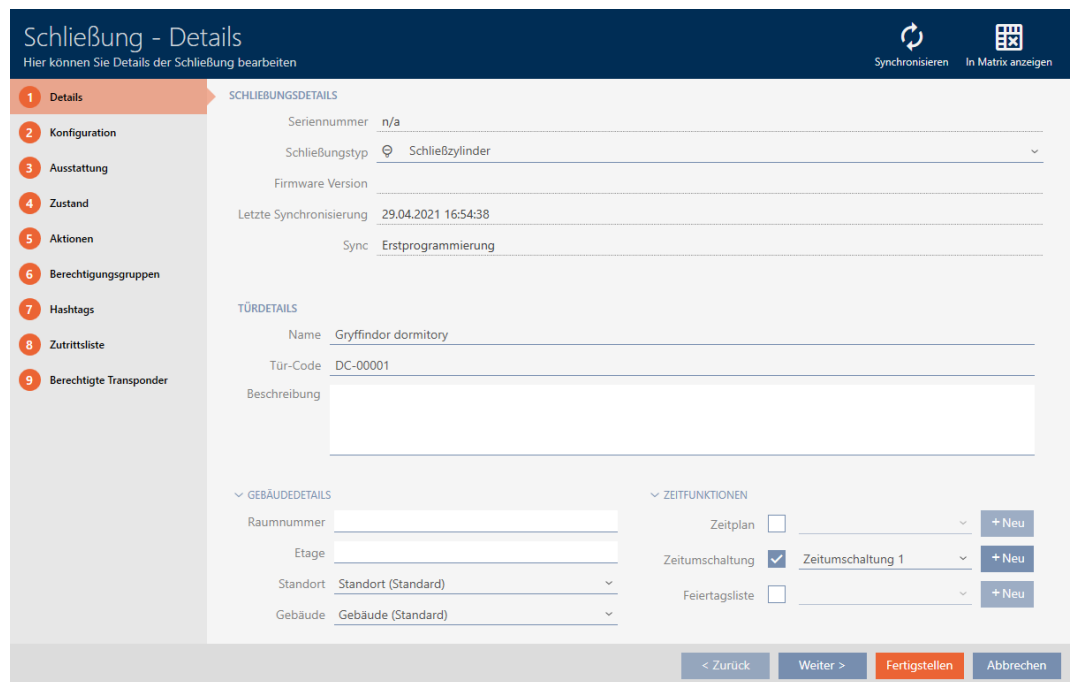 Schließung - Details
Hier können Sie Details der Schließung bearbeiten
Synchronisieren
In Matrix anzeigen
1 Details
2 Konfiguration
3 Ausstattung
4 Zustand
5 Aktionen
6 Berechtigungsgruppen
7 Hashtags
8 Zutrittsliste
9 Berechtigte Transponder
SCHLIEßUNGSDETAILS
Seriennummer n/a
Schließungstyp Schließzylinder
Firmware Version
Letzte Synchronisierung 29.04.2021 16:54:38
Sync Erstprogrammierung
TÜRDETAILS
Name Gryffindor dormitory
Tür-Code DC-00001
Beschreibung
GEBÄUDEDETAILS
Raumnummer
Etage
Standort Standort (Standard)
Gebäude Gebäude (Standard)
ZEITFUNKTIONEN
Zeitplan + Neu
Zeitumschaltung Zeitumschaltung 1 + Neu
Feiertagsliste + Neu
< Zurück Weiter > Fertigstellen Abbrechen